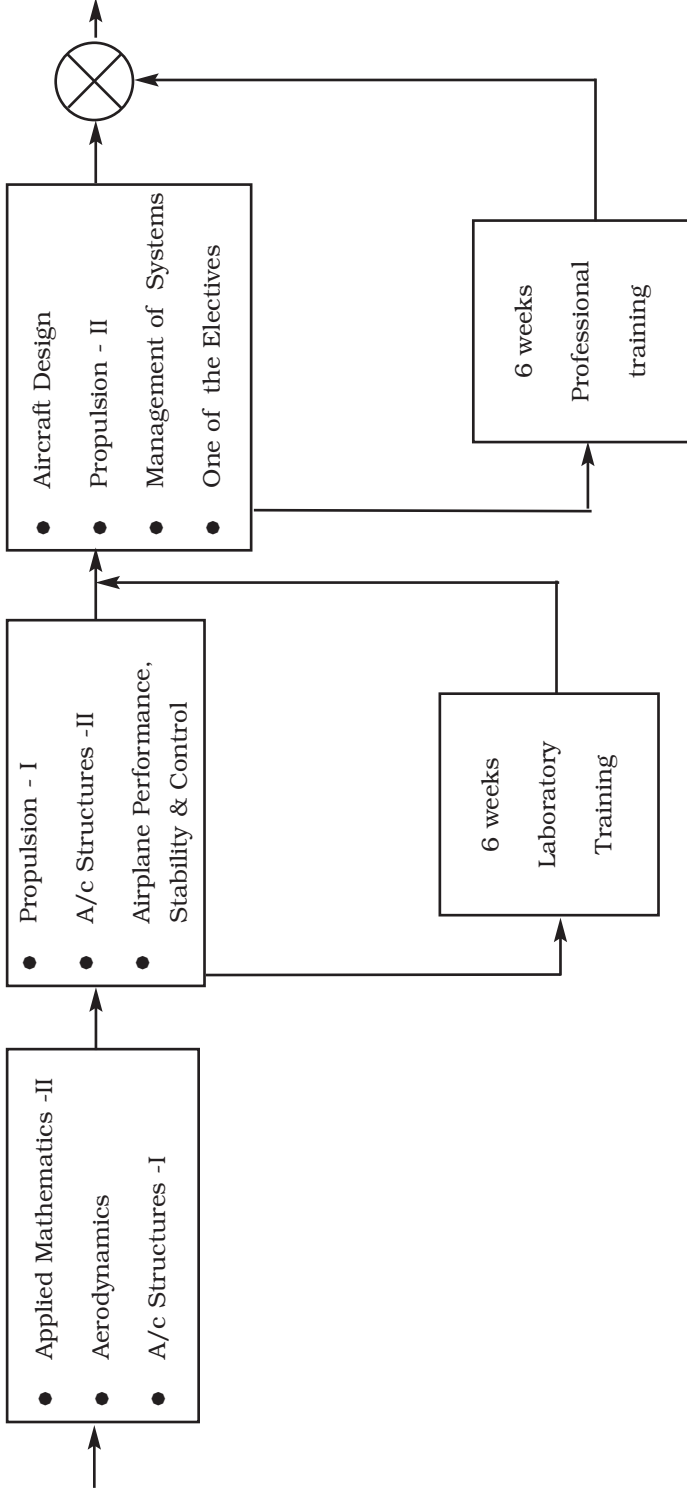 ● Applied Mathematics -II
● Aerodynamics
● A/c Structures -I
● Propulsion - I
● A/c Structures -II
● Airplane Performance,
Stability & Control
● Aircraft Design
● Propulsion - II
● Management of Systems
● One of the Electives
6 weeks
Laboratory
Training
6 weeks
Professional
training